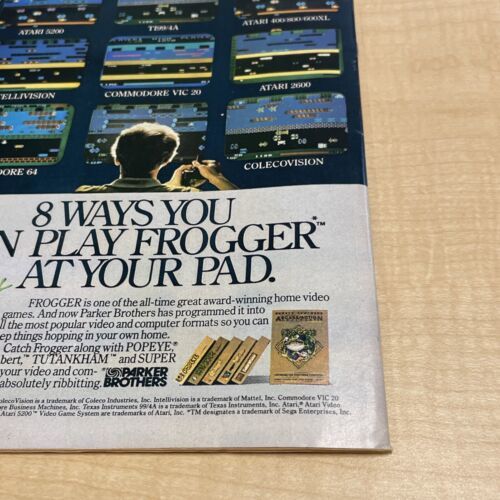 ATARI 5200 TI99/4A ATARI 400/800/600XL
TELLIVISION COMMODORE VIC 20 ATARI 2600
ORE 64 COLECOVISION
8 WAYS YOU
N PLAY FROGGER*™
AT YOUR PAD.
FROGGER is one of the all-time great award-winning home video
games. And now Parker Brothers has programmed it into
ll the most popular video and computer formats so you can
ep things hopping in your own home.
Catch Frogger along with POPEYE,®
bert,™ TUTANKHAM™ and SUPER
your video and com-
absolutely ribbitting.
PARKER
BROTHERS
olecoVision is a trademark of Coleco Industries, Inc. Intellivision is a trademark of Mattel, Inc. Commodore VIC 20
re Business Machines, Inc. Texas Instruments 99/4A is a trademark of Texas Instruments, Inc. Atari,® Atari Video
Atari 5200™ Video Game System are trademarks of Atari, Inc. *TM designates a trademark of Sega Enterprises, Inc.